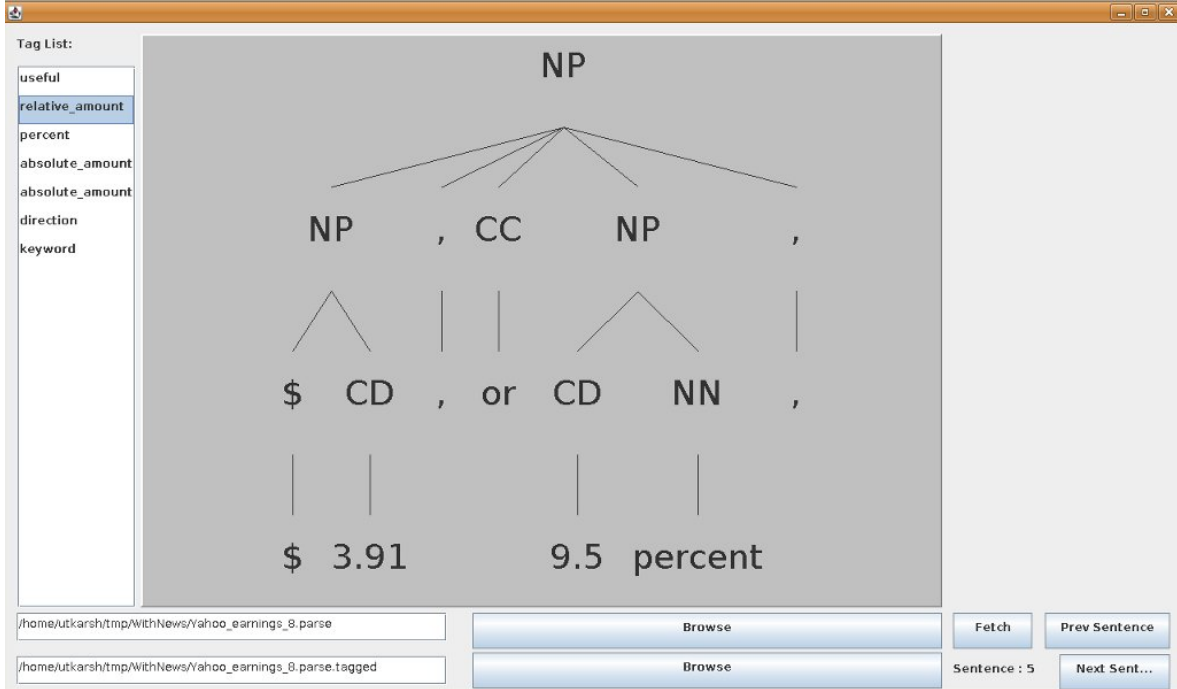 Tag List:
useful
relative_amount
percent
absolute_amount
absolute_amount
direction
keyword
NP
NP , CC NP ,
$ CD , or CD NN ,
$ 3.91 9.5 percent
/home/utkarsh/tmp/WithNews/Yahoo_earnings_8.parse Browse Fetch Prev Sentence
/home/utkarsh/tmp/WithNews/Yahoo_earnings_8.parse.tagged Browse Sentence : 5 Next Sent...